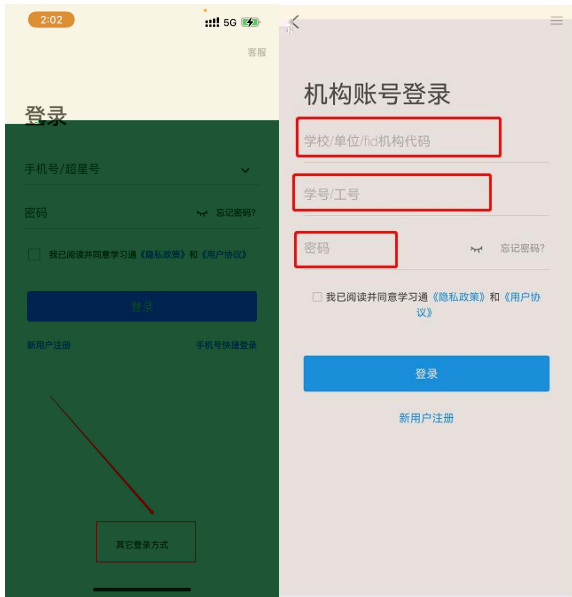 2:02
5G
客服
登录
手机号/超星号
密码
忘记密码?
我已阅读并同意学习通《隐私政策》和《用户协议》
登录
新用户注册
手机号快捷登录
其它登录方式
机构账号登录
学校/单位/fid机构代码
学号/工号
密码
忘记密码?
我已阅读并同意学习通《隐私政策》和《用户协
议》
登录
新用户注册